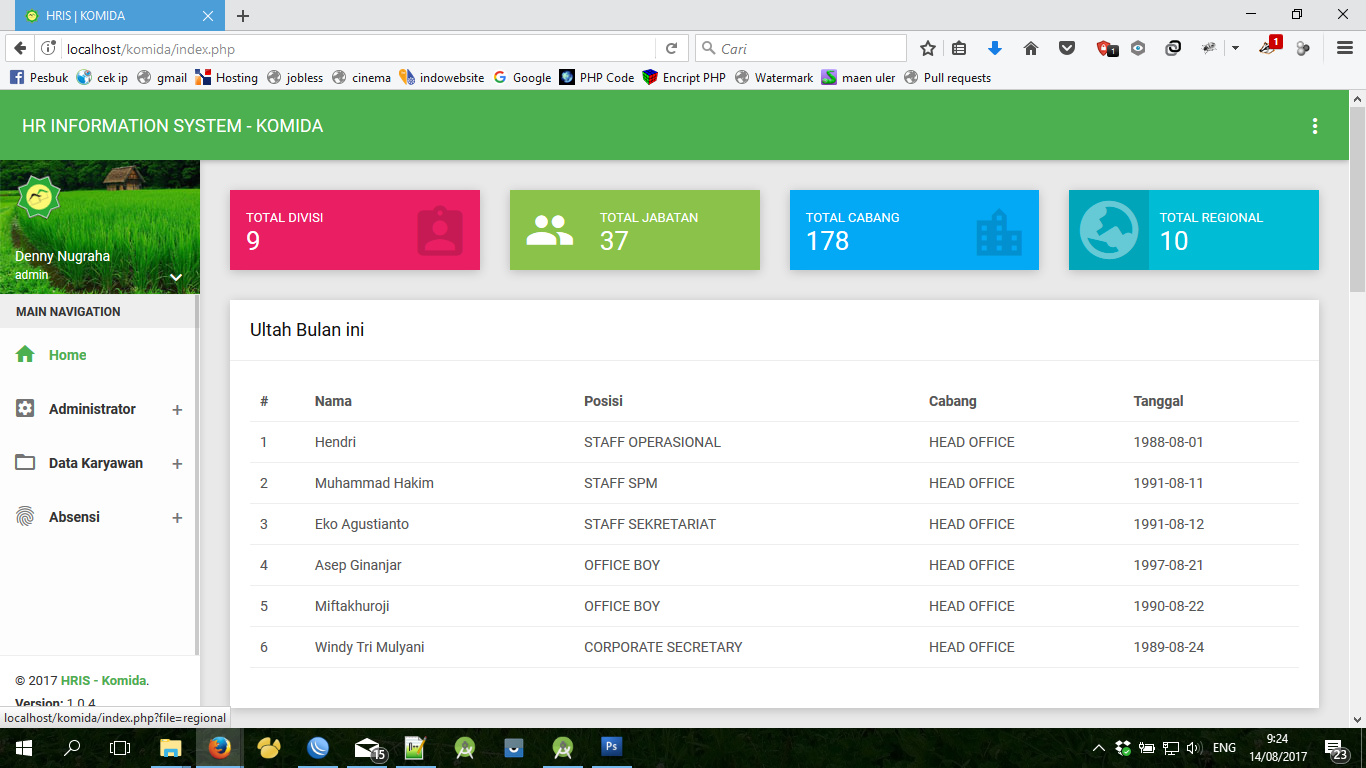 HRIS | KOMIDA
localhost/komida/index.php
Cari
1
1
Pesbuk cek ip gmail Hosting jobless cinema indowebsite Google PHP Code Encript PHP Watermark maen uler Pull requests
HR INFORMATION SYSTEM - KOMIDA
Denny Nugraha
admin
MAIN NAVIGATION
Home
Administrator
Data Karyawan
Absensi
© 2017 HRIS - Komida.
Version: 1.0.4
TOTAL DIVISI
9
TOTAL JABATAN
37
TOTAL CABANG
178
TOTAL REGIONAL
10
Ultah Bulan ini
# Nama Posisi Cabang Tanggal
1 Hendri STAFF OPERASIONAL HEAD OFFICE 1988-08-01
2 Muhammad Hakim STAFF SPM HEAD OFFICE 1991-08-11
3 Eko Agustianto STAFF SEKRETARIAT HEAD OFFICE 1991-08-12
4 Asep Ginanjar OFFICE BOY HEAD OFFICE 1997-08-21
5 Miftakhuroji OFFICE BOY HEAD OFFICE 1990-08-22
6 Windy Tri Mulyani CORPORATE SECRETARY HEAD OFFICE 1989-08-24
localhost/komida/index.php?file=regional
15
Ps
ENG
9:24
14/08/2017
23